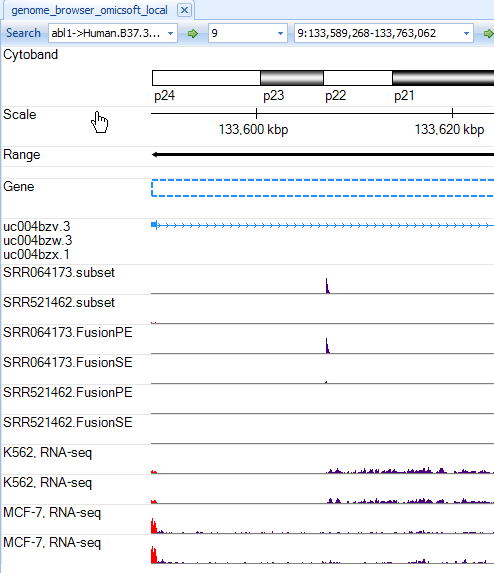 genome_browser_omicsoft_local
Search abl1->Human.B37.3... 9 9:133,589,268-133,763,062
Cytoband
p24 p23 p22 p21
Scale
133,600 kbp 133,620 kbp
Range
Gene
uc004bzv.3
uc004bzw.3
uc004bzx.1
SRR064173.subset
SRR521462.subset
SRR064173.FusionPE
SRR064173.FusionSE
SRR521462.FusionPE
SRR521462.FusionSE
K562, RNA-seq
K562, RNA-seq
MCF-7, RNA-seq
MCF-7, RNA-seq